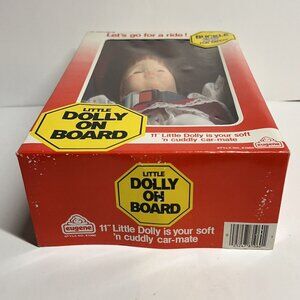 Let's go for a ride!
BUCKLE
LITTLE
DOLLY
ON
BOARD
11" Little Dolly is your soft
'n cuddly car-mate
eugene
LITTLE
DOLLY
ON
BOARD
eugene
11" Little Dolly is your soft
'n cuddly car-mate